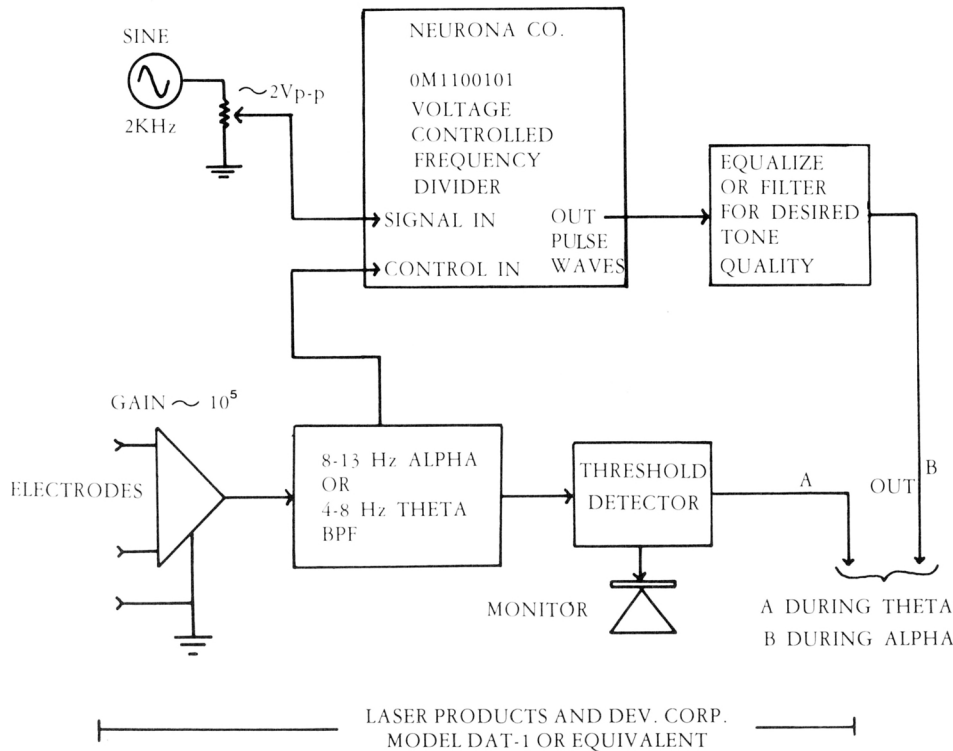 SINE
~2Vp-p
2KHz
NEURONA CO.
0M1100101
VOLTAGE
CONTROLLED
FREQUENCY
DIVIDER
SIGNAL IN
OUT
PULSE
WAVES
CONTROL IN
EQUALIZE
OR FILTER
FOR DESIRED
TONE
QUALITY
GAIN ~ 10⁵
ELECTRODES
8-13 Hz ALPHA
OR
4-8 Hz THETA
BPF
THRESHOLD
DETECTOR
MONITOR
A
OUT
B
A DURING THETA
B DURING ALPHA
LASER PRODUCTS AND DEV. CORP.
MODEL DAT-1 OR EQUIVALENT